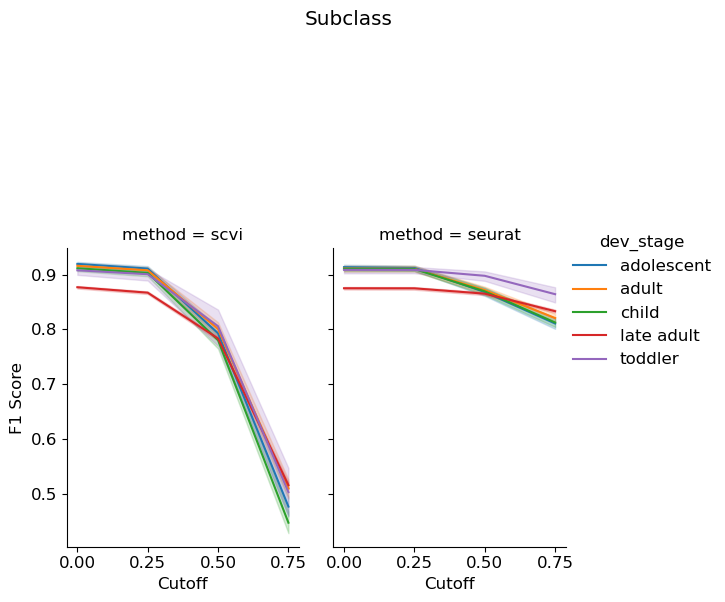 Subclass
method = scvi
method = seurat
dev_stage
adolescent
adult
child
late adult
toddler
F1 Score
0.9
0.8
0.7
0.6
0.5
0.00 0.25 0.50 0.75
0.00 0.25 0.50 0.75
Cutoff
Cutoff